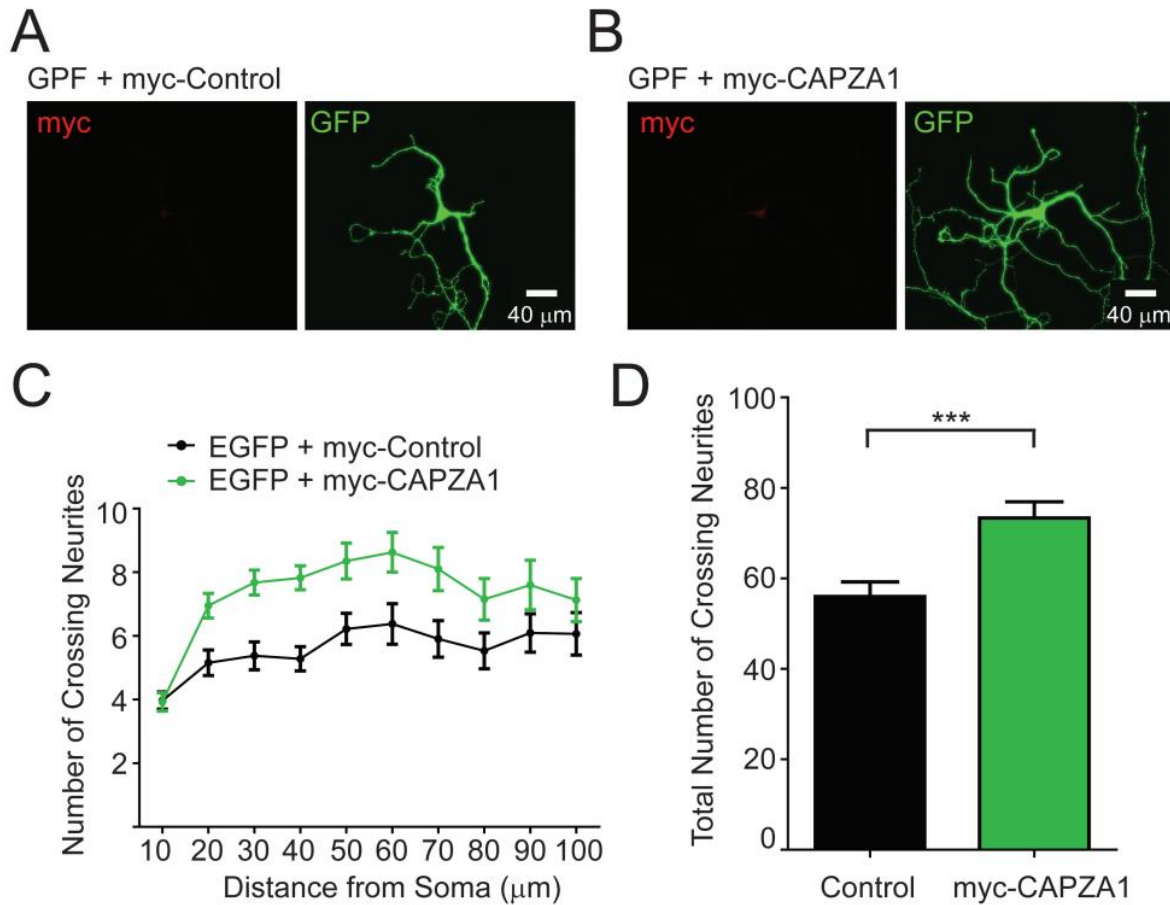 A
GPF + myc-Control
myc
GFP
40 μm
B
GPF + myc-CAPZA1
myc
GFP
40 μm
C
EGFP + myc-Control
EGFP + myc-CAPZA1
Number of Crossing Neurites
10
8
6
4
2
10 20 30 40 50 60 70 80 90 100
Distance from Soma (μm)
D
Total Number of Crossing Neurites
100
80
60
40
20
0
***
Control myc-CAPZA1